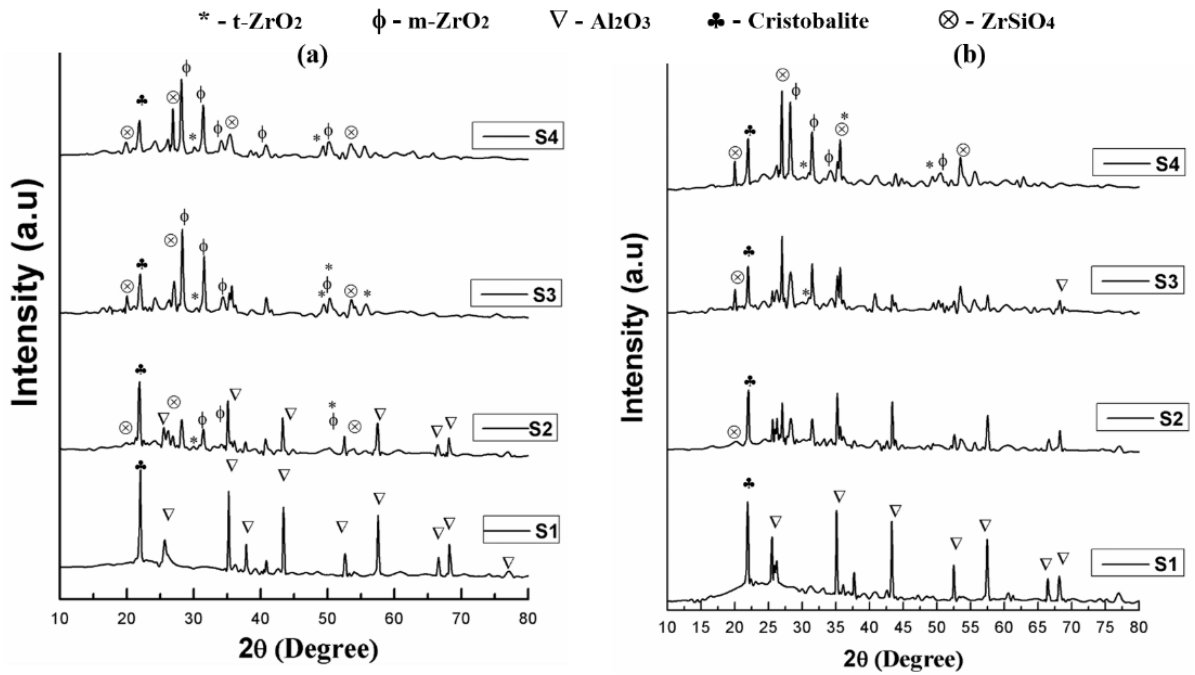 * - t-ZrO₂ ϕ - m-ZrO₂ ▽ - Al₂O₃ ♣ - Cristobalite ⊗ - ZrSiO₄
(a)
Intensity (a.u)
S4
S3
S2
S1
10 20 30 40 50 60 70 80
2θ (Degree)
(b)
Intensity (a.u)
S4
S3
S2
S1
10 15 20 25 30 35 40 45 50 55 60 65 70 75 80
2θ (Degree)